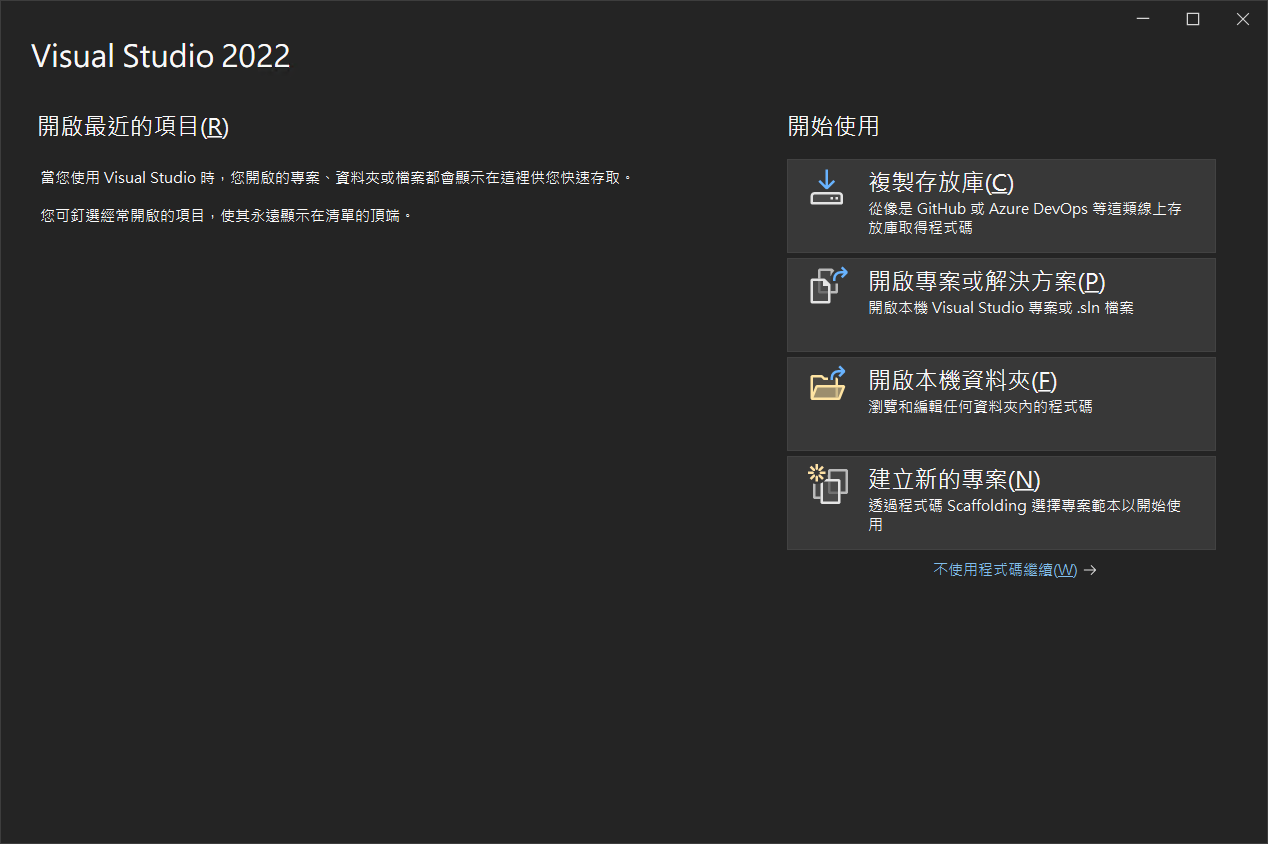 Visual Studio 2022
開啟最近的項目(R)
當您使用 Visual Studio 時，您開啟的專案、資料夾或檔案都會顯示在這裡供您快速存取。
您可釘選經常開啟的項目，使其永遠顯示在清單的頂端。
開始使用
複製存放庫(C)
從像是 GitHub 或 Azure DevOps 等這類線上存
放庫取得程式碼
開啟專案或解決方案(P)
開啟本機 Visual Studio 專案或 .sln 檔案
開啟本機資料夾(F)
瀏覽和編輯任何資料夾內的程式碼
建立新的專案(N)
透過程式碼 Scaffolding 選擇專案範本以開始使
用
不使用程式碼繼續(W) →